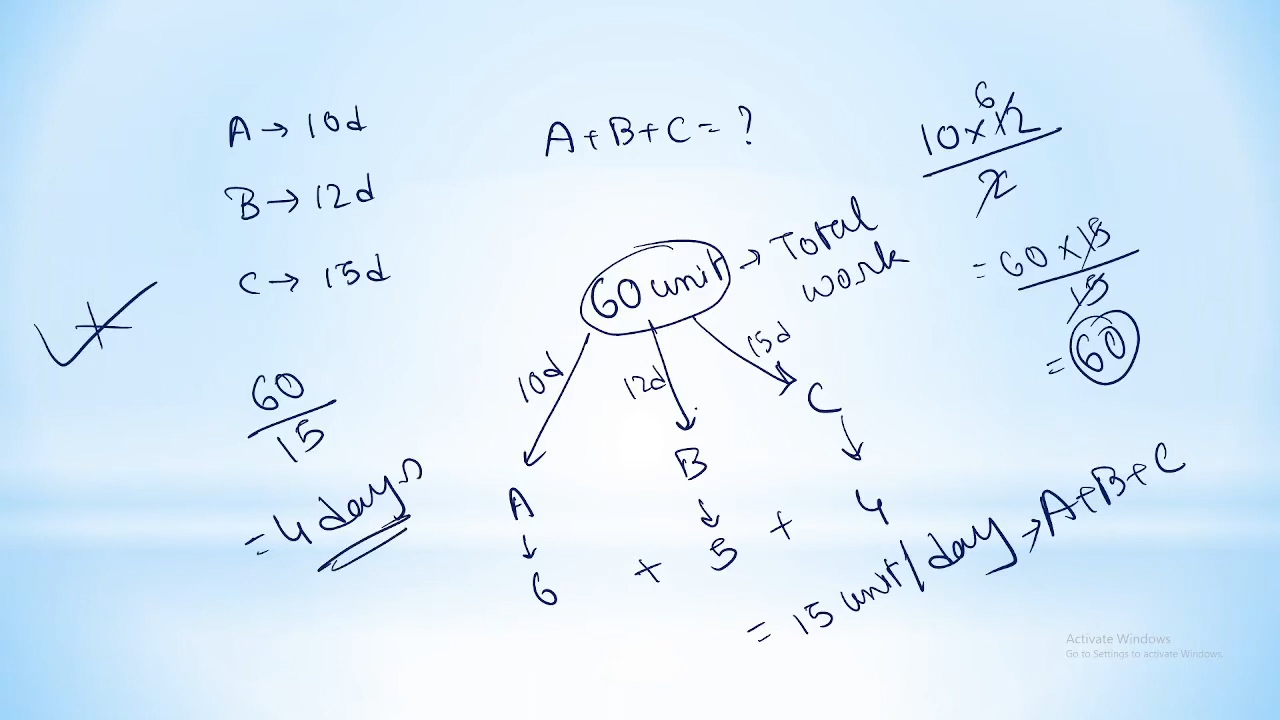 A → 10d
B → 12d
C → 15d
A+B+C = ?
6
10 × 12
2
= 60 × 15
15
= 60
60 unit → Total
work
10d
12d
15d
A
B
C
↓
6 + 5 + 4
= 15 unit/day → A+B+C
60
15
= 4 days
Activate Windows
Go to Settings to activate Windows.